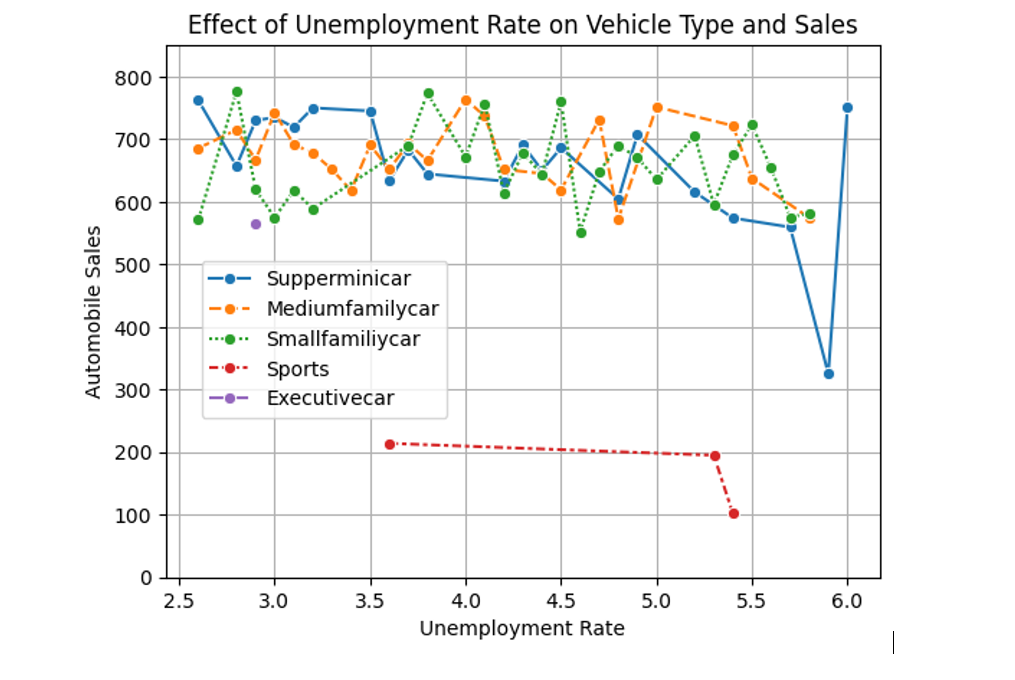 Effect of Unemployment Rate on Vehicle Type and Sales
800
700
600
500
400
300
200
100
0
Automobile Sales
Supperminicar
Mediumfamilycar
Smallfamiliycar
Sports
Executivecar
2.5 3.0 3.5 4.0 4.5 5.0 5.5 6.0
Unemployment Rate